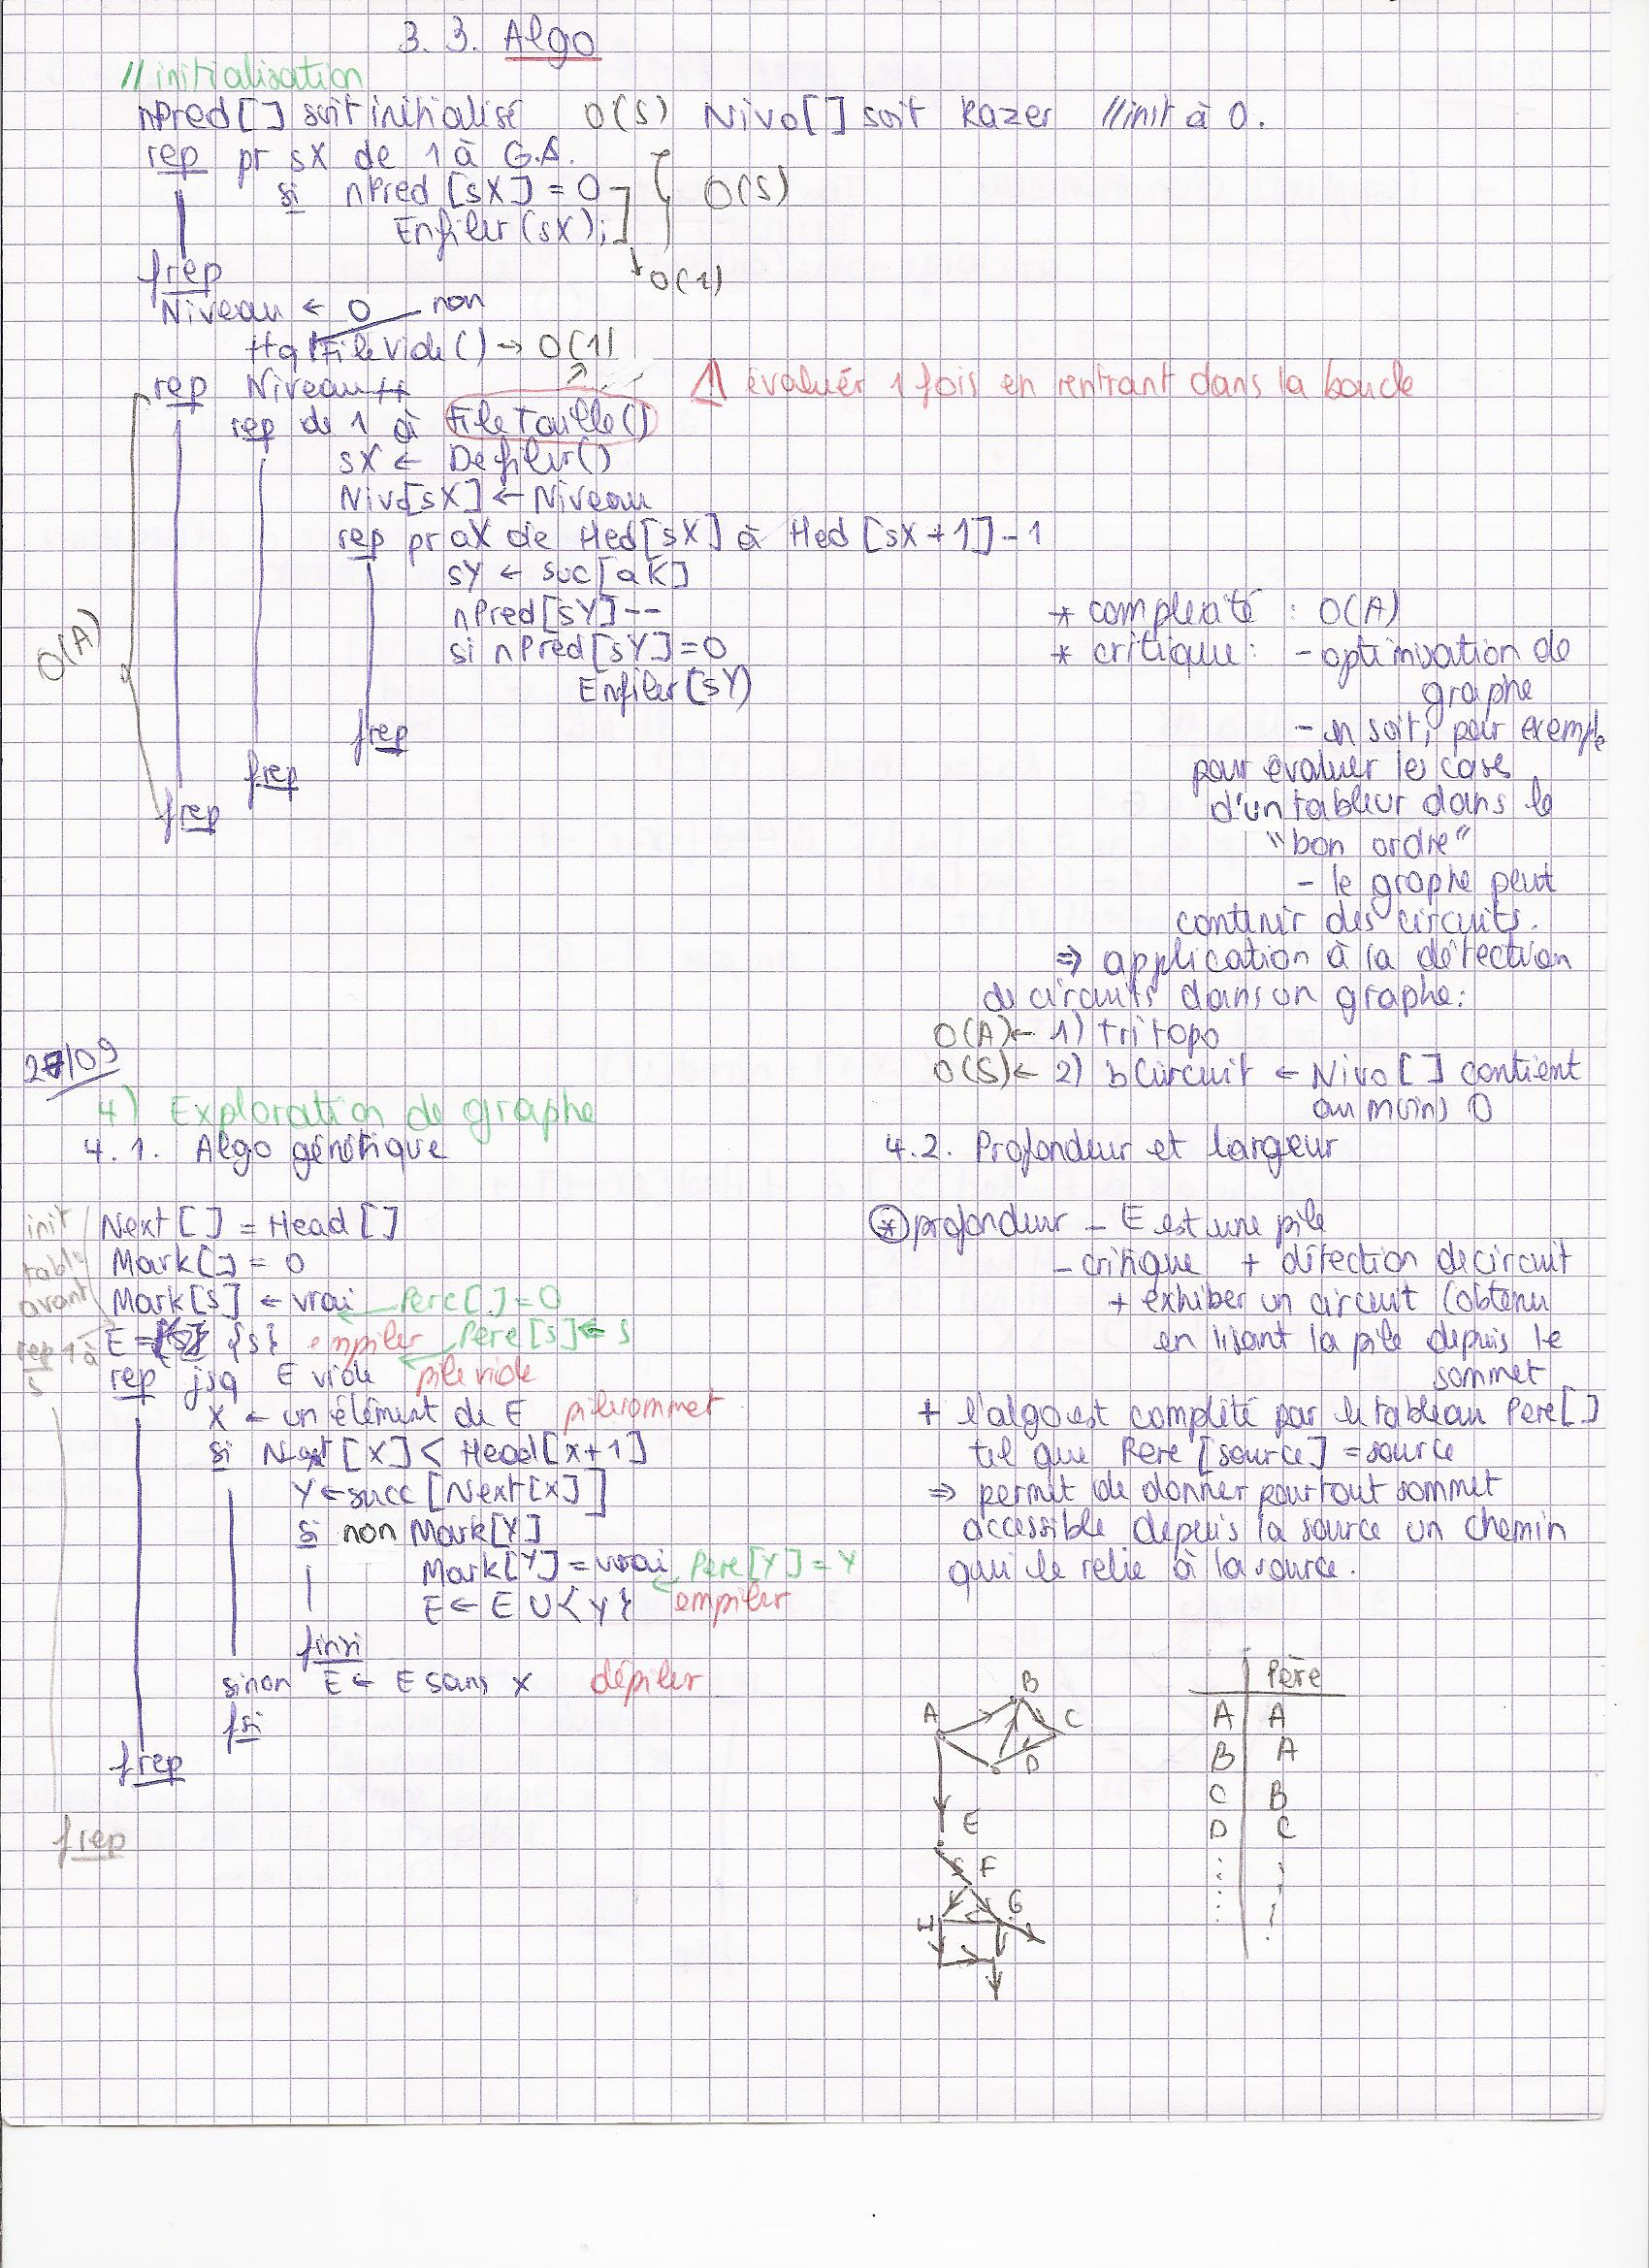 3.3. Algo
// initialisation
nPred[] soit initialisé O(S) Nivo[] soit Razer //init à 0.
rep pr sX de 1 à G.S.
si nPred[sX] = 0 O(S)
Enfiler(sX);
O(1)
frep
Niveau ← 0 non
ttq FileVide() → O(1)
rep Niveau++ ⚠ évaluér 1 fois en rentrant dans la boucle
rep de 1 à FileTaille()
sX ← Defiler()
Nivo[sX] ← Niveau
rep pr aX de Hed[sX] à Hed[sX+1]-1
sY ← suc[aX]
nPred[sY]--
si nPred[sY]=0
Enfiler(sY)
frep
frep
frep
O(A)
* complexité : O(A)
* critique : - optimisation de
graphe
- en soit, pour exemple
pour évaluer les cases
d'un tableur dans le
"bon ordre"
- le graphe peut
contenir des circuits.
⇒ application à la détection
de circuits dans un graphe :
O(A) ← 1) tri topo
O(S) ← 2) bCircuit ← Nivo[] contient
au moins 0
27/09
4) Exploration de graphe
4.1. Algo générique
init Next[] = Head[]
table Mark[] = 0
avant Mark[s] ← vrai Pere[]=0
rep 1 à E = {s} empiler Pere[s] ← s
s rep jsq E vide pile vide
X ← un élément de E pilesommet
si Next[X] < Head[x+1]
Y ← succ[Next[x]]
si non Mark[Y]
Mark[Y] = vrai Pere[Y] = Y
E ← E ∪ {Y} empiler
finsi
sinon E ← E sans x dépiler
fsi
frep
frep
4.2. Profondeur et largeur
* profondeur - E est une pile
- critique + détection de circuit
+ exhiber un circuit (obtenu
en lisant la pile depuis le
sommet
+ l'algo est complété par le tableau Pere[]
tel que Pere[source] = source
⇒ permet de donner pour tout sommet
accessible depuis la source un chemin
qui le relie à la source.
A B C D E F G H
Père
A A
B A
C B
D C